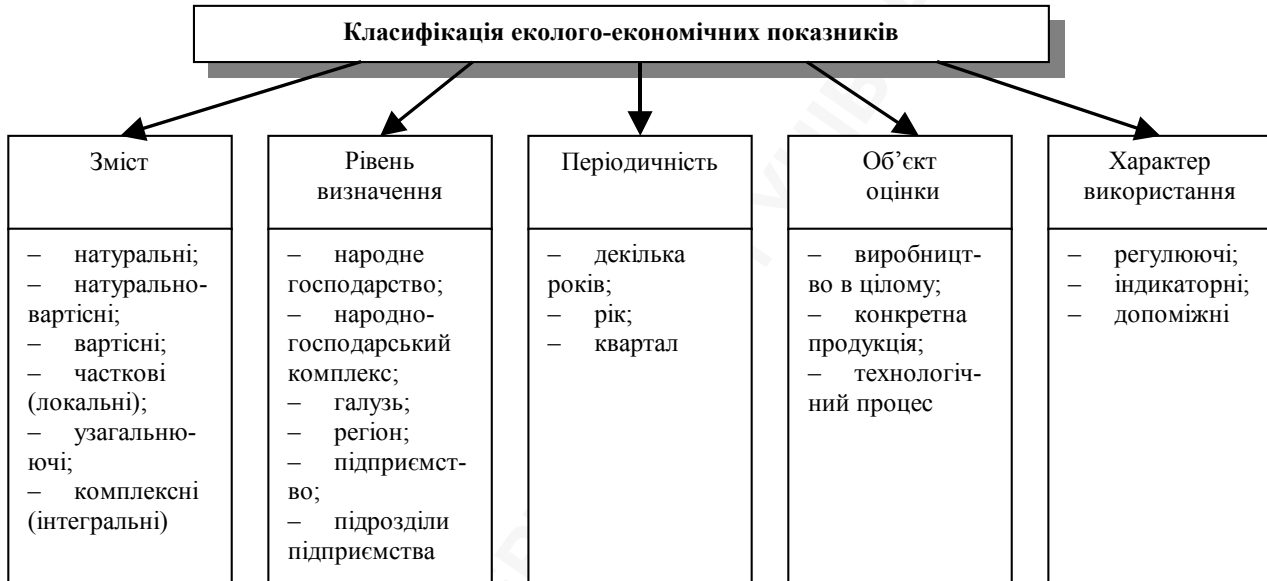 Класифікація еколого-економічних показників
Зміст
– натуральні;
– натурально-
вартісні;
– вартісні;
– часткові
(локальні);
– узагальню-
ючі;
– комплексні
(інтегральні)
Рівень
визначення
– народне
господарство;
– народно-
господарський
комплекс;
– галузь;
– регіон;
– підприємст-
во;
– підрозділи
підприємства
Періодичність
– декілька
років;
– рік;
– квартал
Об’єкт
оцінки
– виробницт-
во в цілому;
– конкретна
продукція;
– технологіч-
ний процес
Характер
використання
– регулюючі;
– індикаторні;
– допоміжні